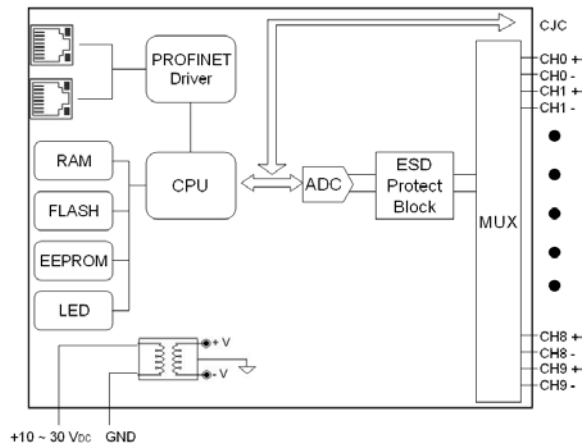 CJC
PROFINET
Driver
CH0 +
CH0 -
CH1 +
CH1 -
RAM
CPU
ADC
ESD
Protect
Block
MUX
FLASH
EEPROM
LED
+ V
- V
CH8 +
CH8 -
CH9 +
CH9 -
+10 ~ 30 VDC GND